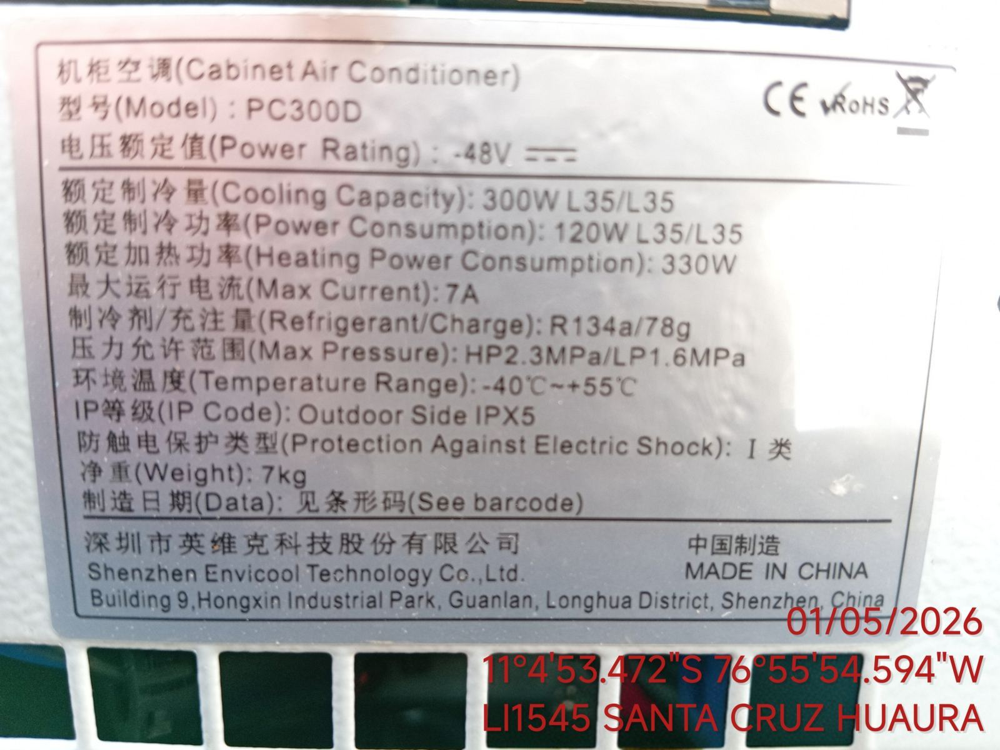 机柜空调(Cabinet Air Conditioner)
型号(Model) : PC300D
电压额定值(Power Rating) : -48V
CE RoHS
额定制冷量(Cooling Capacity): 300W L35/L35
额定制冷功率(Power Consumption): 120W L35/L35
额定加热功率(Heating Power Consumption): 330W
最大运行电流(Max Current): 7A
制冷剂/充注量(Refrigerant/Charge): R134a/78g
压力允许范围(Max Pressure): HP2.3MPa/LP1.6MPa
环境温度(Temperature Range): -40℃~+55℃
IP等级(IP Code): Outdoor Side IPX5
防触电保护类型(Protection Against Electric Shock): I 类
净重(Weight): 7kg
制造日期(Data): 见条形码(See barcode)
深圳市英维克科技股份有限公司
中国制造
Shenzhen Envicool Technology Co.,Ltd.
MADE IN CHINA
Building 9,Hongxin Industrial Park, Guanlan, Longhua District, Shenzhen, China
01/05/2026
11°4'53.472"S 76°55'54.594"W
LI1545 SANTA CRUZ HUAURA